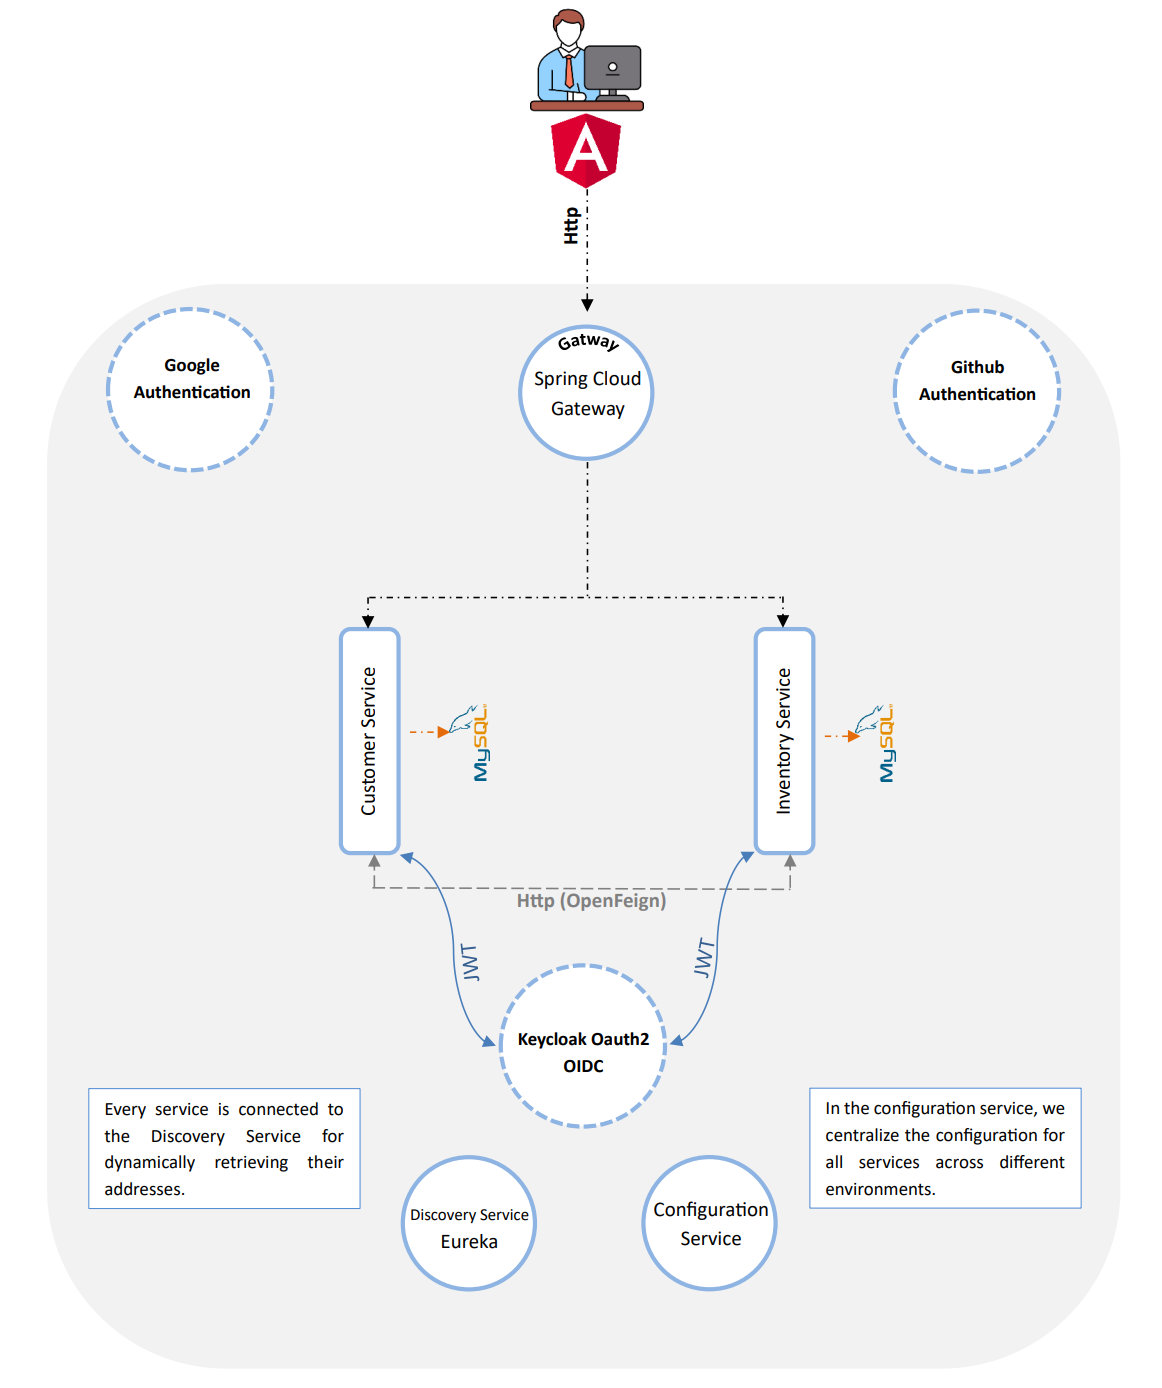 A
Http
Google
Authentication
Gatway
Spring Cloud
Gateway
Github
Authentication
Customer Service
MySQL
Inventory Service
MySQL
Http (OpenFeign)
JWT
JWT
Keycloak Oauth2
OIDC
Every service is connected to
the Discovery Service for
dynamically retrieving their
addresses.
In the configuration service, we
centralize the configuration for
all services across different
environments.
Discovery Service
Eureka
Configuration
Service